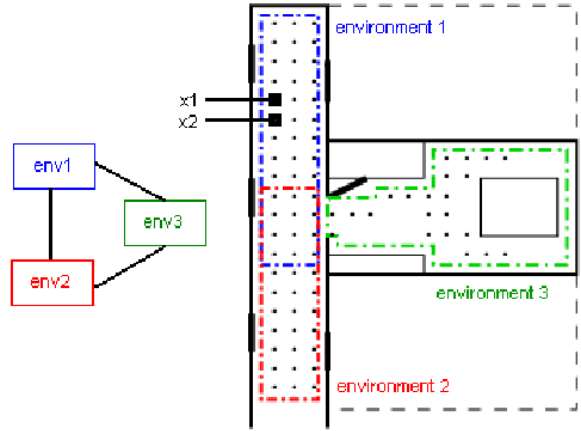 environment 1
x1
x2
env1
env3
env2
environment 3
environment 2